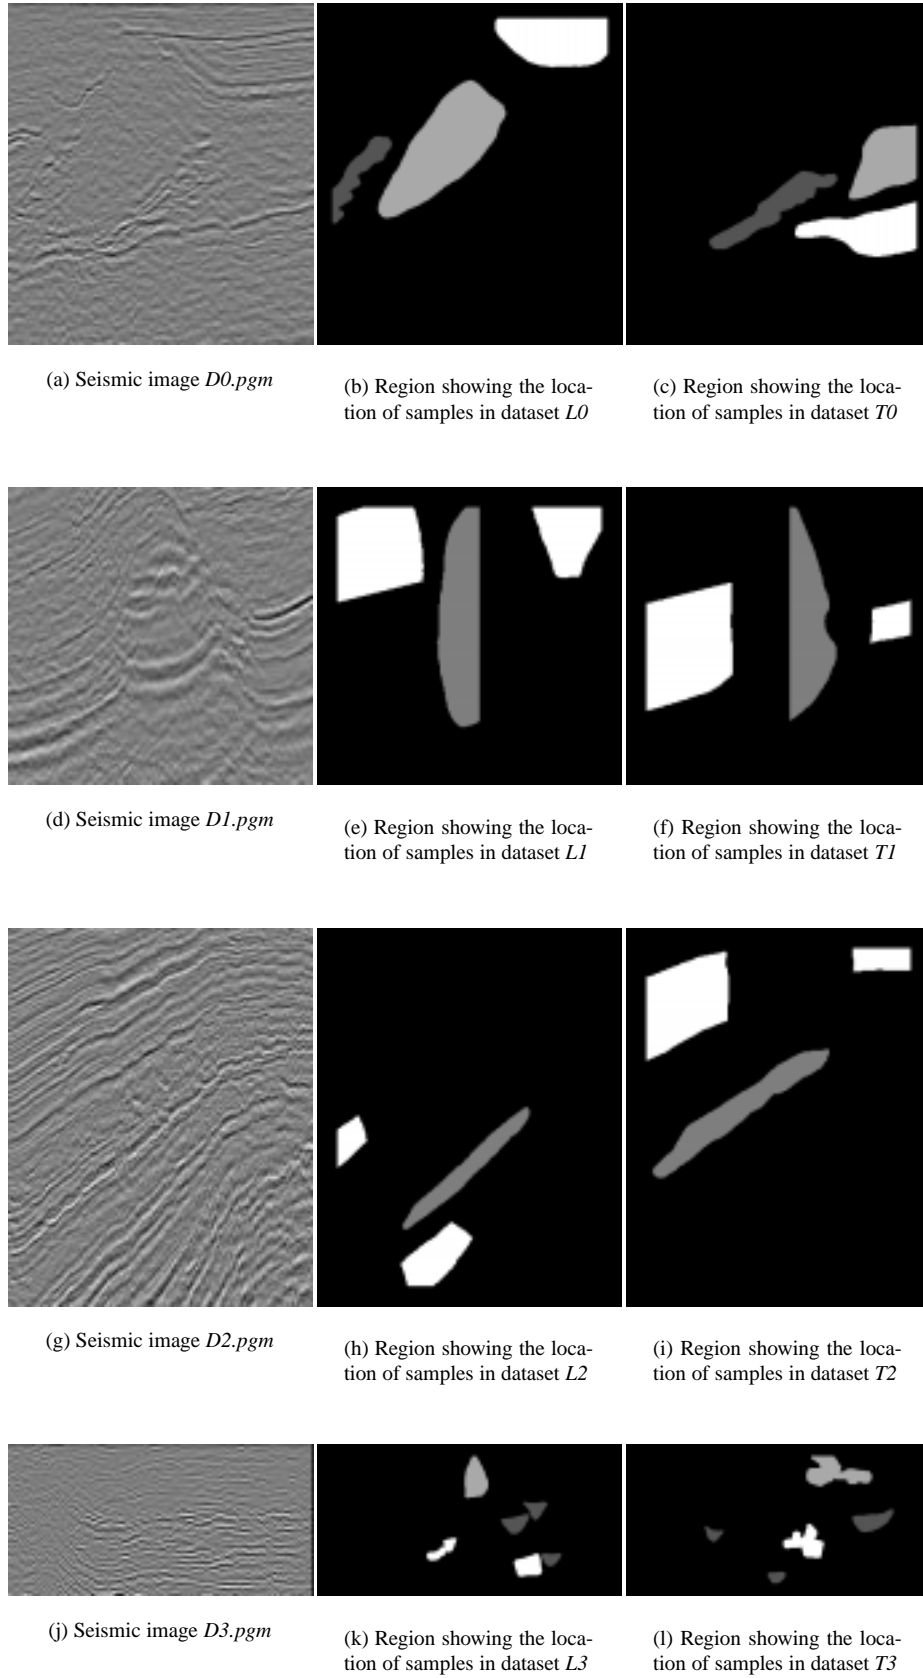 (a) Seismic image D0.pgm
(b) Region showing the loca-
tion of samples in dataset L0
(c) Region showing the loca-
tion of samples in dataset T0
(d) Seismic image D1.pgm
(e) Region showing the loca-
tion of samples in dataset L1
(f) Region showing the loca-
tion of samples in dataset T1
(g) Seismic image D2.pgm
(h) Region showing the loca-
tion of samples in dataset L2
(i) Region showing the loca-
tion of samples in dataset T2
(j) Seismic image D3.pgm
(k) Region showing the loca-
tion of samples in dataset L3
(l) Region showing the loca-
tion of samples in dataset T3